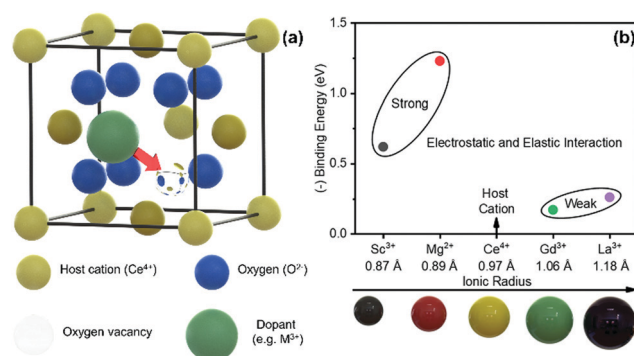 (a)
Host cation (Ce⁴⁺)
Oxygen (O²⁻)
Oxygen vacancy
Dopant
(e.g. M³⁺)
(b)
(-) Binding Energy (eV)
1.5
1.0
0.5
0.0
Strong
Electrostatic and Elastic Interaction
Host
Cation
Weak
Sc³⁺ Mg²⁺ Ce⁴⁺ Gd³⁺ La³⁺
0.87 Å 0.89 Å 0.97 Å 1.06 Å 1.18 Å
Ionic Radius